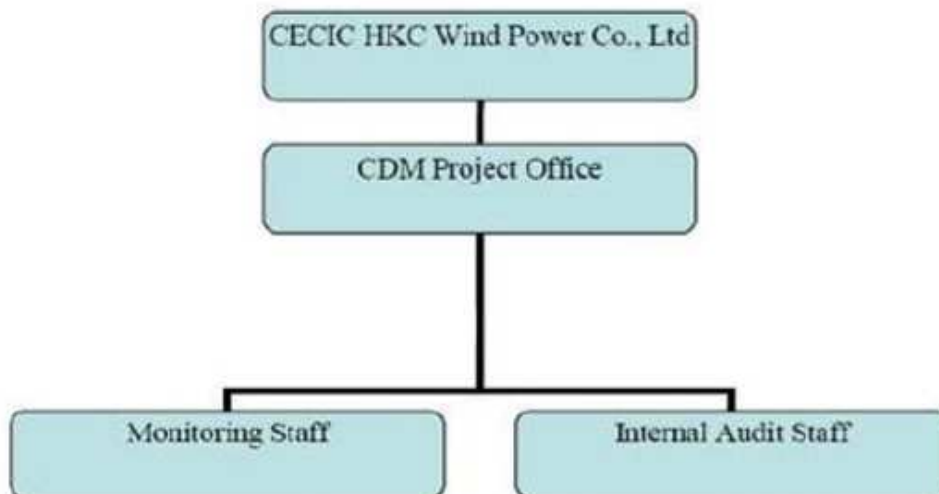 CECIC HKC Wind Power Co., Ltd
CDM Project Office
Monitoring Staff
Internal Audit Staff